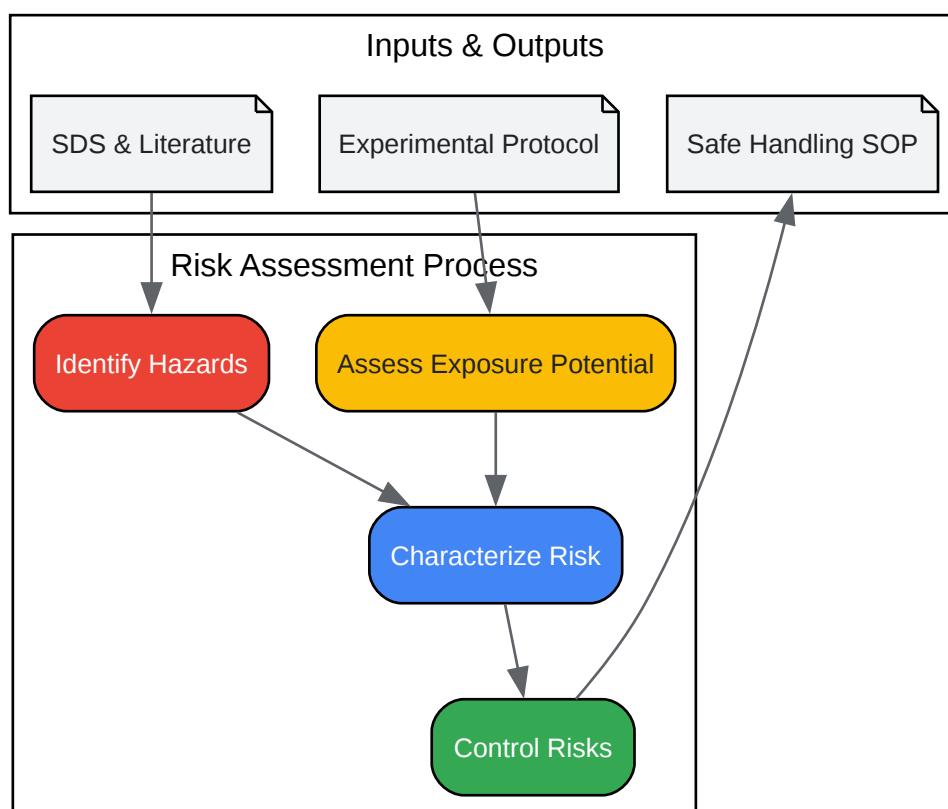 Inputs & Outputs
SDS & Literature
Experimental Protocol
Safe Handling SOP
Risk Assessment Process
Identify Hazards
Assess Exposure Potential
Characterize Risk
Control Risks